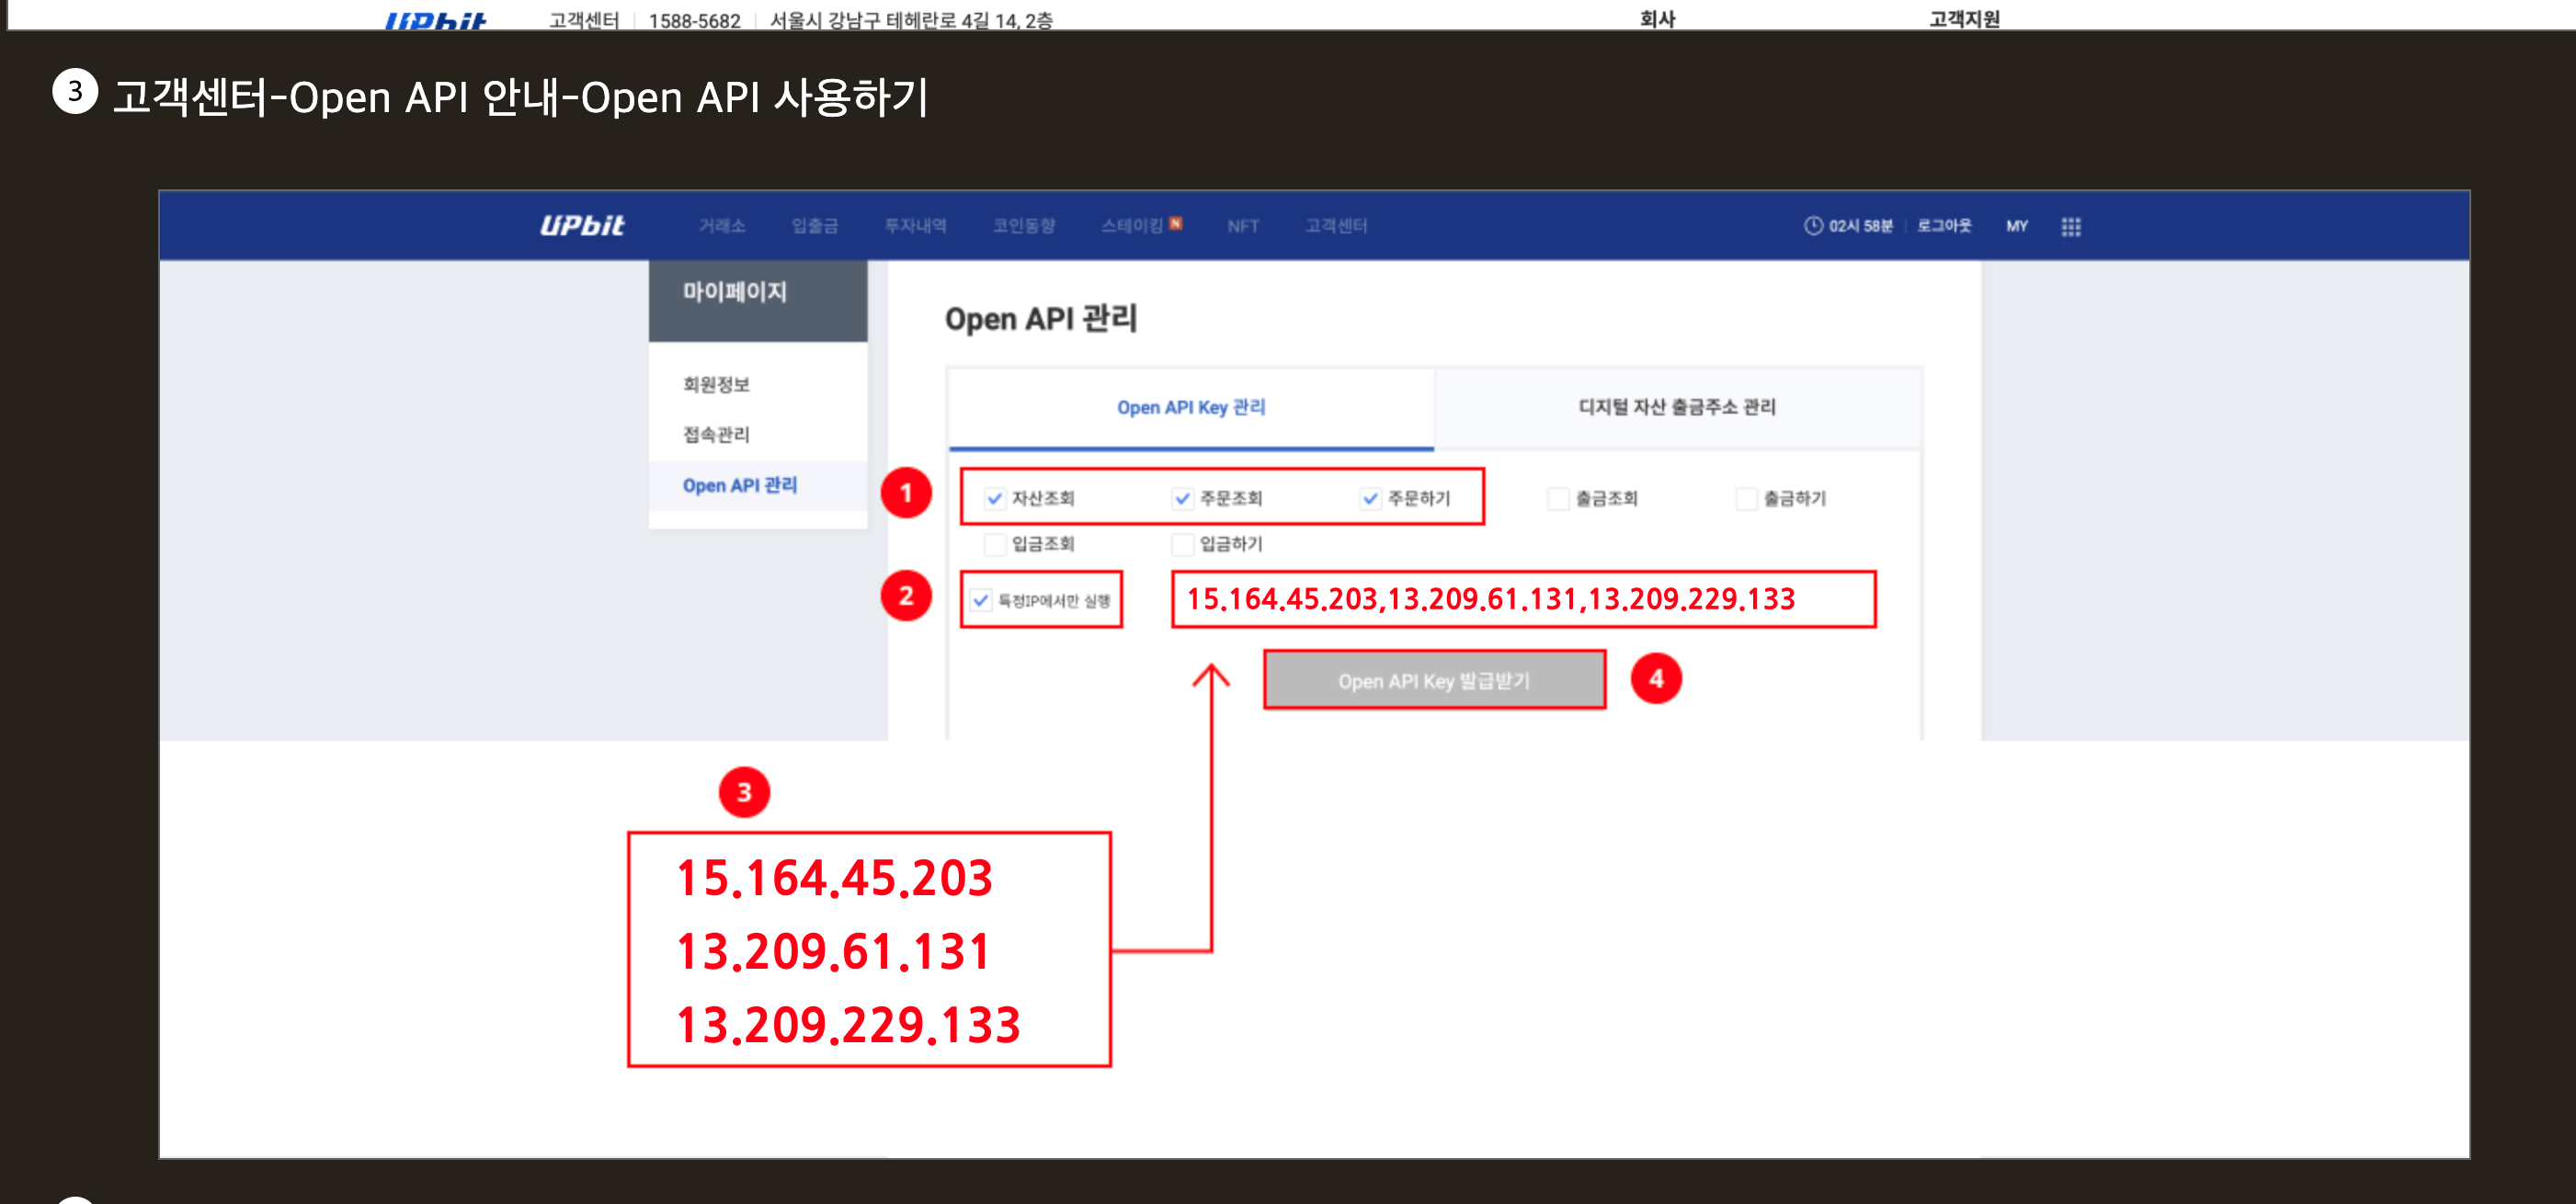 UPbit 고객센터 1588-5682 서울시 강남구 테헤란로 4길 14, 2층 회사 고객지원
3 고객센터-Open API 안내-Open API 사용하기
UPbit 거래소 입출금 투자내역 코인동향 스테이킹 N NFT 고객센터 02시 58분 로그아웃 MY
마이페이지
Open API 관리
회원정보
접속관리
Open API 관리
Open API Key 관리 디지털 자산 출금주소 관리
1 자산조회 주문조회 주문하기 출금조회 출금하기
입금조회 입금하기
2 특정IP에서만 실행 15.164.45.203,13.209.61.131,13.209.229.133
Open API Key 발급받기 4
3
15.164.45.203
13.209.61.131
13.209.229.133